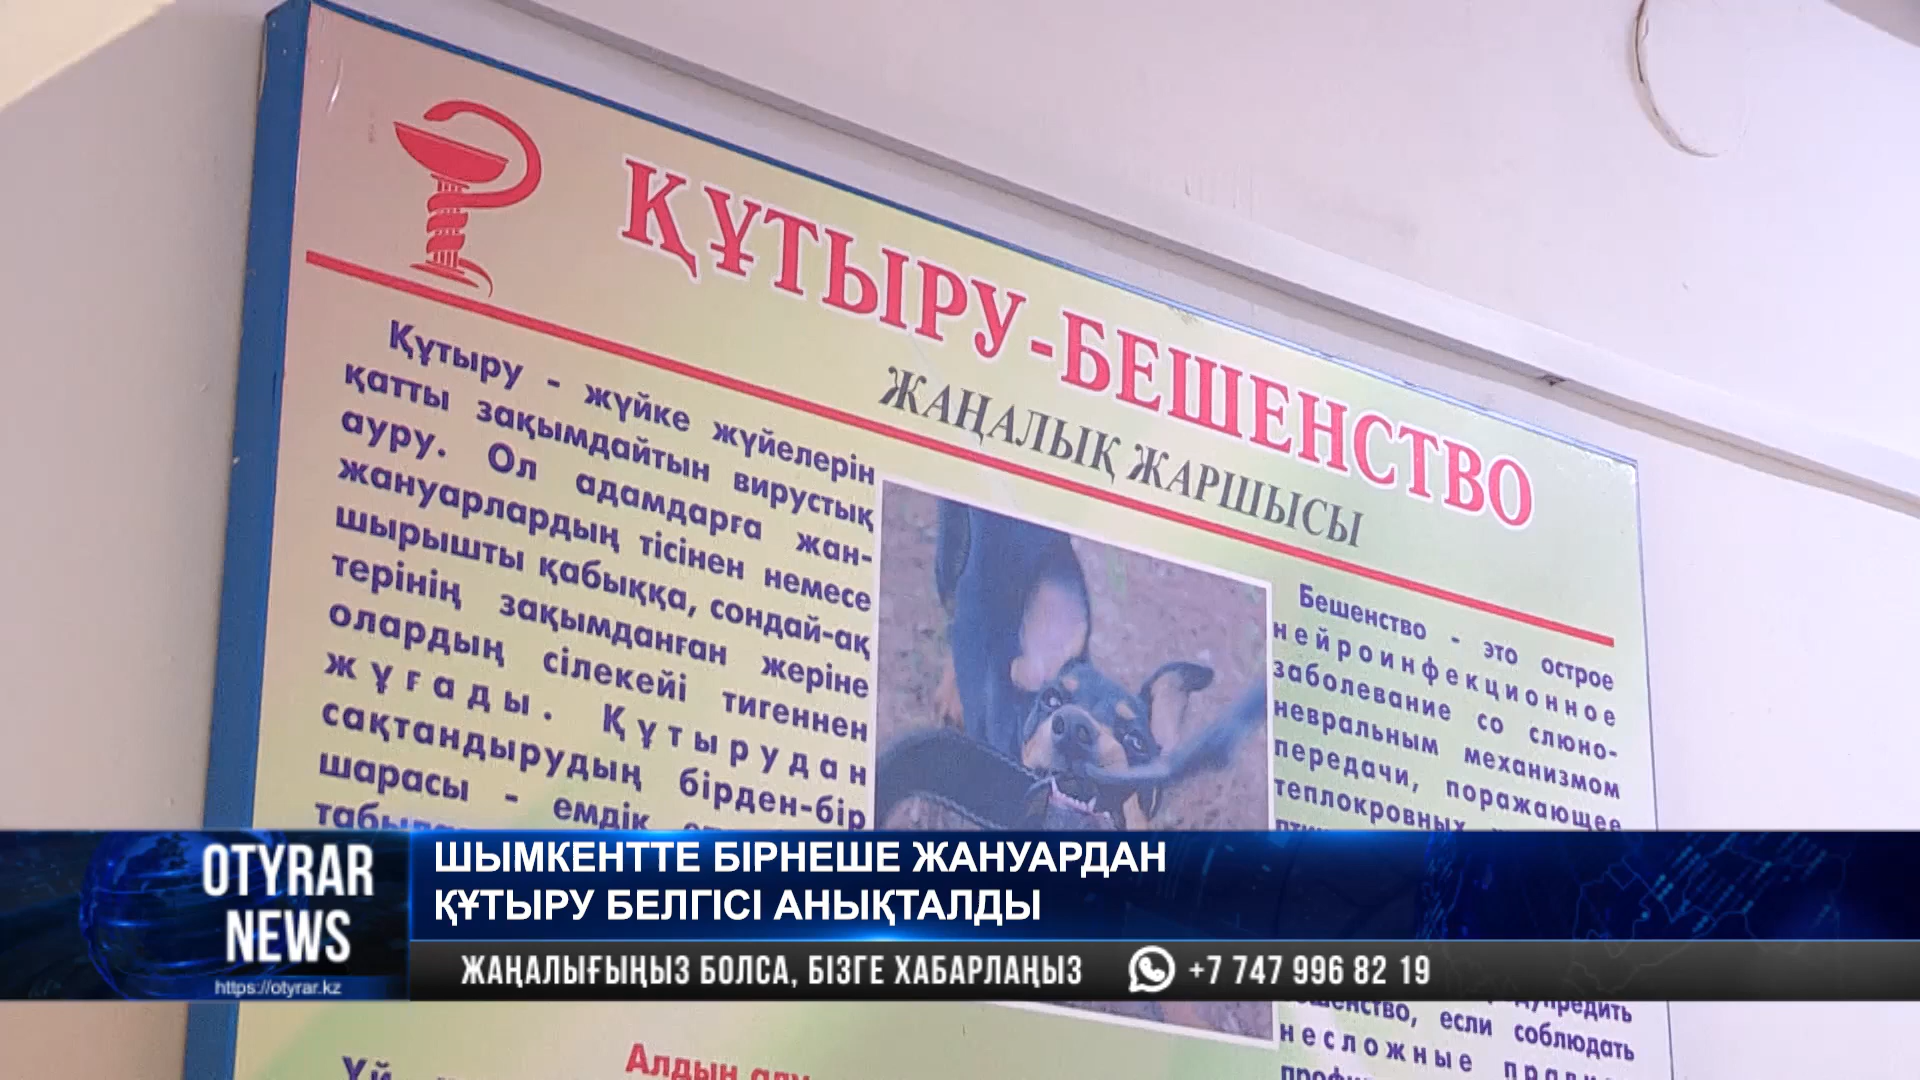 ҚҰТЫРУ-БЕШЕНСТВО
ЖАҢАЛЫҚ ЖАРШЫСЫ
Құтыру - жүйке жүйелерін
қатты зақымдайтын вирустық
ауру. Ол адамдарға жан-
жануарлардың тісінен немесе
шырышты қабыққа, сондай-ақ
терінің зақымданған жеріне
олардың сілекейі тигеннен
жұғады. Құтырудан
сақтандырудың бірден-бір
шарасы - емдік
Бешенство - это острое
нейроинфекционное
заболевание со слюно-
невральным механизмом
передачи, поражающее
теплокровных
если соблюдать
несложные
Алдын
OTYRAR
NEWS
https://otyrar.kz
ШЫМКЕНТТЕ БІРНЕШЕ ЖАНУАРДАН
ҚҰТЫРУ БЕЛГІСІ АНЫҚТАЛДЫ
ЖАҢАЛЫҒЫҢЫЗ БОЛСА, БІЗГЕ ХАБАРЛАҢЫЗ +7 747 996 82 19